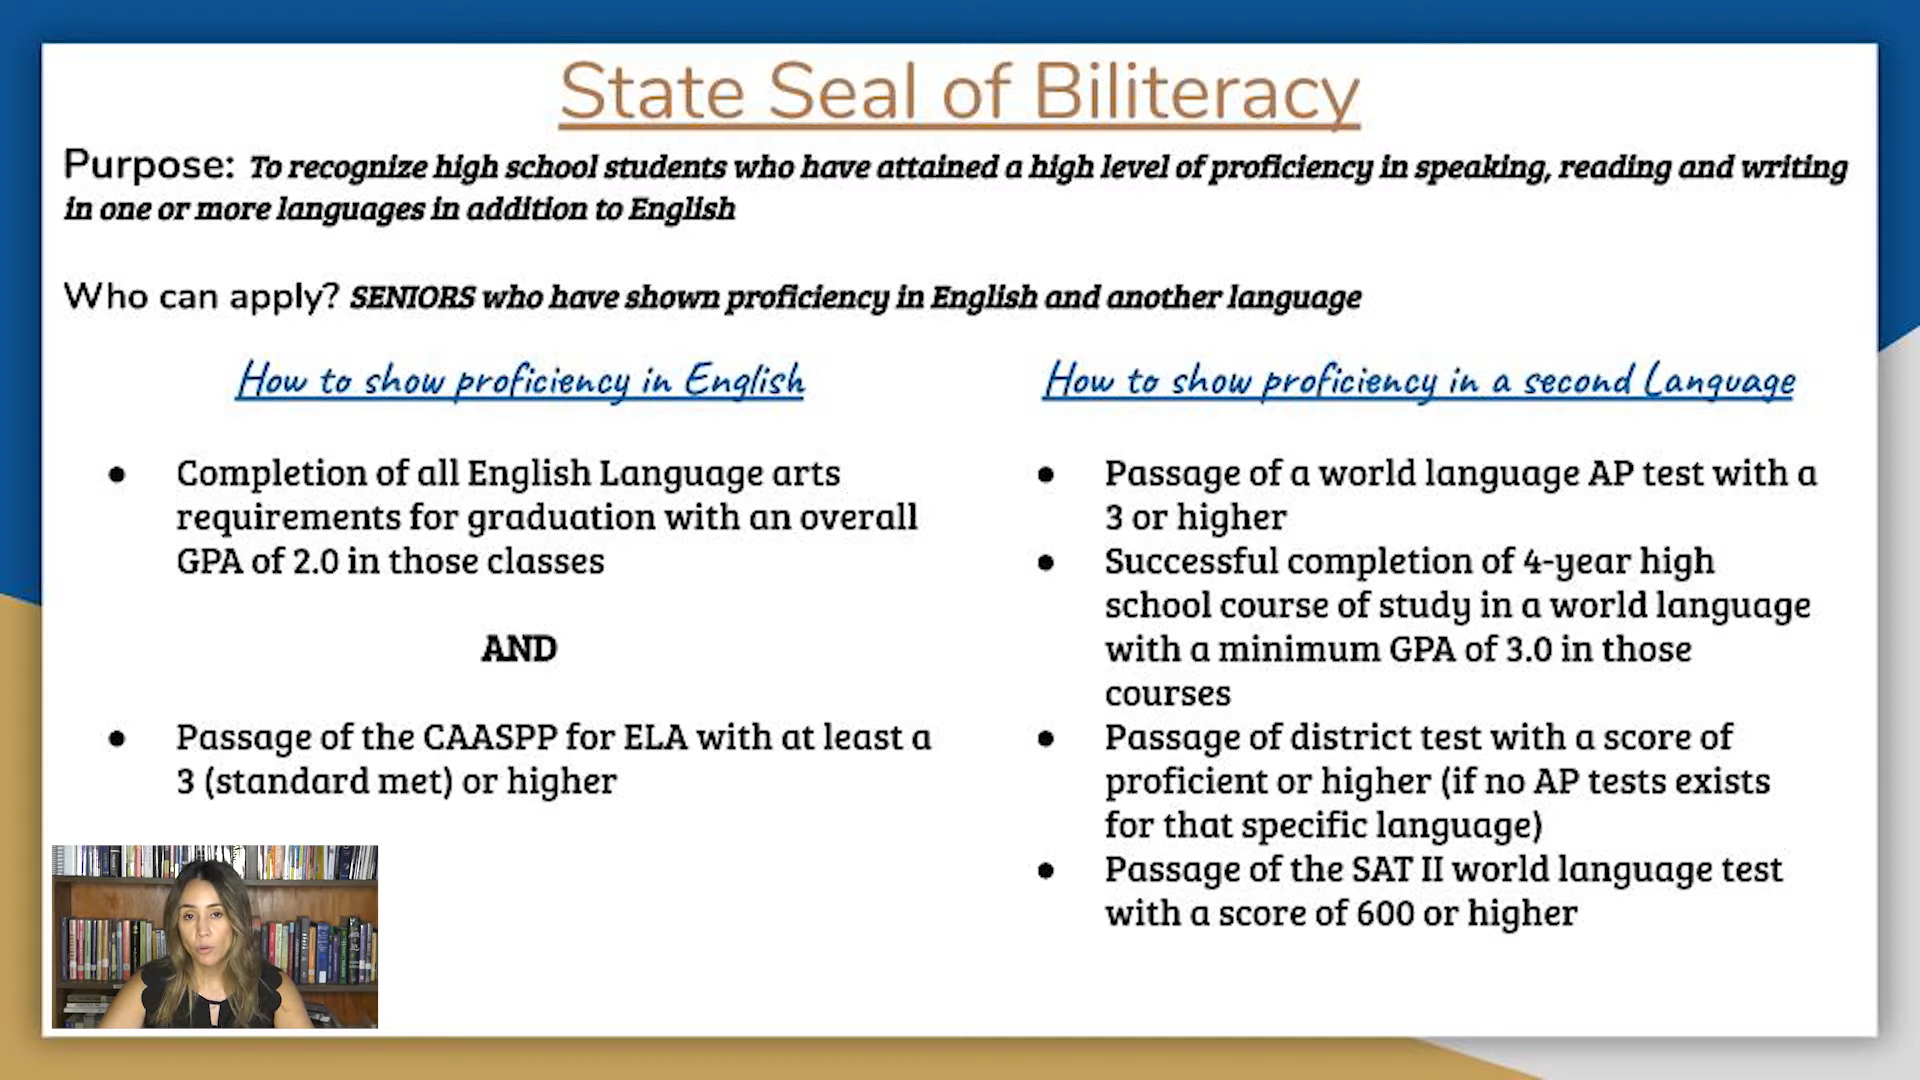 State Seal of Biliteracy
Purpose: To recognize high school students who have attained a high level of proficiency in speaking, reading and writing
in one or more languages in addition to English
Who can apply? SENIORS who have shown proficiency in English and another language
How to show proficiency in English
● Completion of all English Language arts
requirements for graduation with an overall
GPA of 2.0 in those classes
AND
● Passage of the CAASPP for ELA with at least a
3 (standard met) or higher
How to show proficiency in a second Language
● Passage of a world language AP test with a
3 or higher
● Successful completion of 4-year high
school course of study in a world language
with a minimum GPA of 3.0 in those
courses
● Passage of district test with a score of
proficient or higher (if no AP tests exists
for that specific language)
● Passage of the SAT II world language test
with a score of 600 or higher